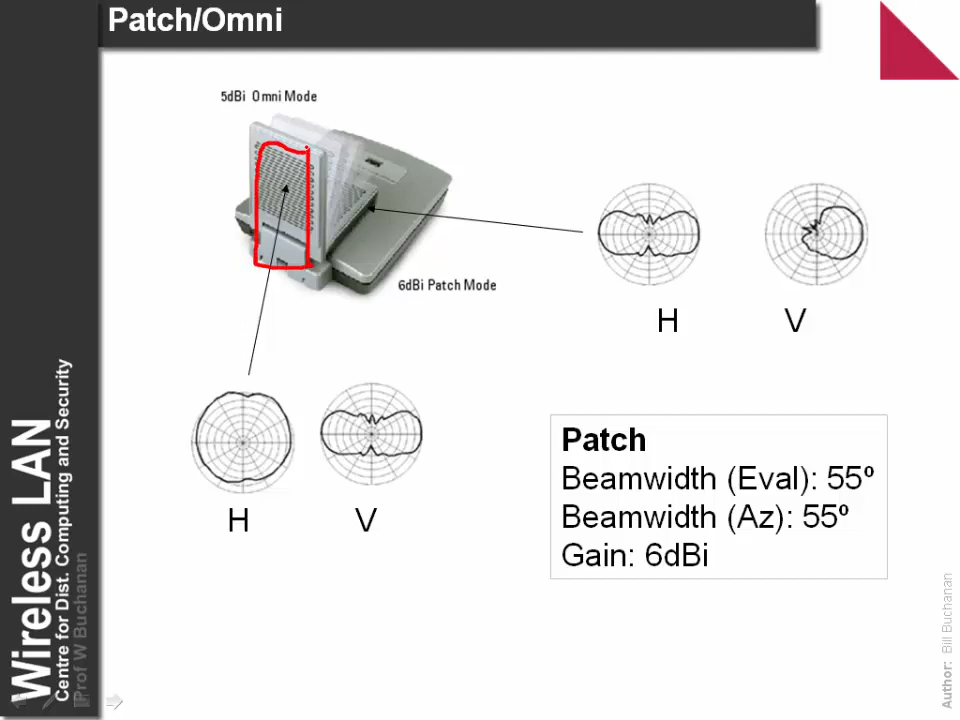 Patch/Omni
5dBi Omni Mode
6dBi Patch Mode
H
V
H
V
Patch
Beamwidth (Eval): 55º
Beamwidth (Az): 55º
Gain: 6dBi
Wireless LAN
Centre for Dist. Computing and Security
Prof W Buchanan
Author: Bill Buchanan